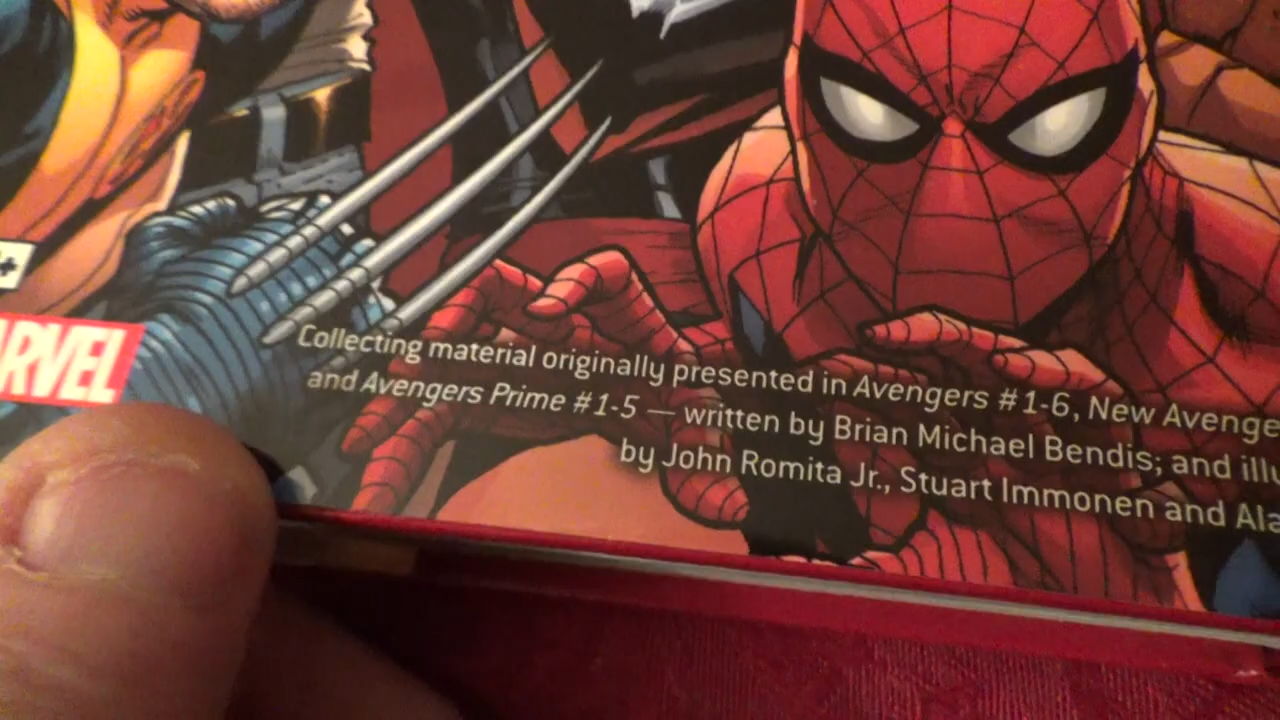 +
ARVEL
Collecting material originally presented in Avengers #1-6, New Avenge
and Avengers Prime #1-5 — written by Brian Michael Bendis; and illu
by John Romita Jr., Stuart Immonen and Ala